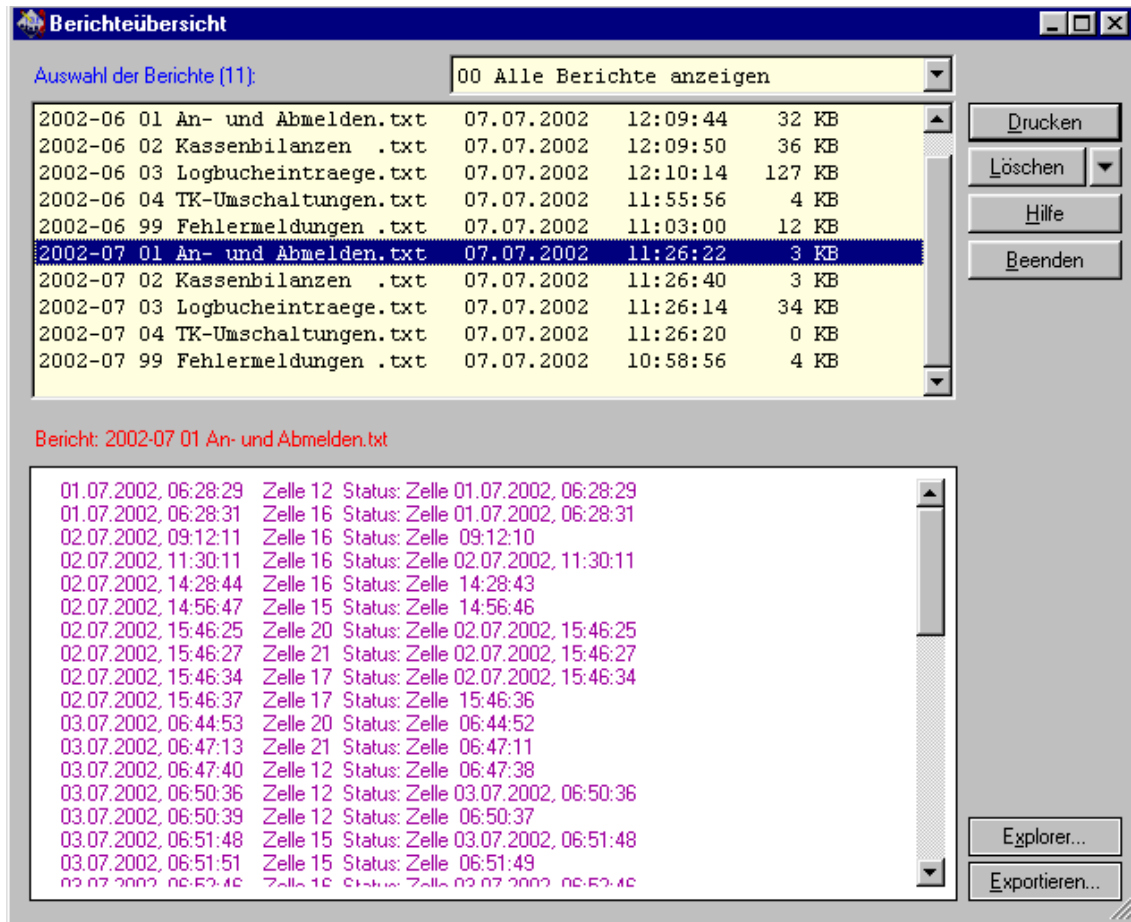 Berichteübersicht
Auswahl der Berichte (11):
00 Alle Berichte anzeigen
2002-06 01 An- und Abmelden.txt 07.07.2002 12:09:44 32 KB
2002-06 02 Kassenbilanzen .txt 07.07.2002 12:09:50 36 KB
2002-06 03 Logbucheintraege.txt 07.07.2002 12:10:14 127 KB
2002-06 04 TK-Umschaltungen.txt 07.07.2002 11:55:56 4 KB
2002-06 99 Fehlermeldungen .txt 07.07.2002 11:03:00 12 KB
2002-07 01 An- und Abmelden.txt 07.07.2002 11:26:22 3 KB
2002-07 02 Kassenbilanzen .txt 07.07.2002 11:26:40 3 KB
2002-07 03 Logbucheintraege.txt 07.07.2002 11:26:14 34 KB
2002-07 04 TK-Umschaltungen.txt 07.07.2002 11:26:20 0 KB
2002-07 99 Fehlermeldungen .txt 07.07.2002 10:58:56 4 KB
Drucken
Löschen
Hilfe
Beenden
Bericht: 2002-07 01 An- und Abmelden.txt
01.07.2002, 06:28:29 Zelle 12 Status: Zelle 01.07.2002, 06:28:29
01.07.2002, 06:28:31 Zelle 16 Status: Zelle 01.07.2002, 06:28:31
02.07.2002, 09:12:11 Zelle 16 Status: Zelle 09:12:10
02.07.2002, 11:30:11 Zelle 16 Status: Zelle 02.07.2002, 11:30:11
02.07.2002, 14:28:44 Zelle 16 Status: Zelle 14:28:43
02.07.2002, 14:56:47 Zelle 15 Status: Zelle 14:56:46
02.07.2002, 15:46:25 Zelle 20 Status: Zelle 02.07.2002, 15:46:25
02.07.2002, 15:46:27 Zelle 21 Status: Zelle 02.07.2002, 15:46:27
02.07.2002, 15:46:34 Zelle 17 Status: Zelle 02.07.2002, 15:46:34
02.07.2002, 15:46:37 Zelle 17 Status: Zelle 15:46:36
03.07.2002, 06:44:53 Zelle 20 Status: Zelle 06:44:52
03.07.2002, 06:47:13 Zelle 21 Status: Zelle 06:47:11
03.07.2002, 06:47:40 Zelle 12 Status: Zelle 06:47:38
03.07.2002, 06:50:36 Zelle 12 Status: Zelle 03.07.2002, 06:50:36
03.07.2002, 06:50:39 Zelle 12 Status: Zelle 06:50:37
03.07.2002, 06:51:48 Zelle 15 Status: Zelle 03.07.2002, 06:51:48
03.07.2002, 06:51:51 Zelle 15 Status: Zelle 06:51:49
Explorer...
Exportieren...